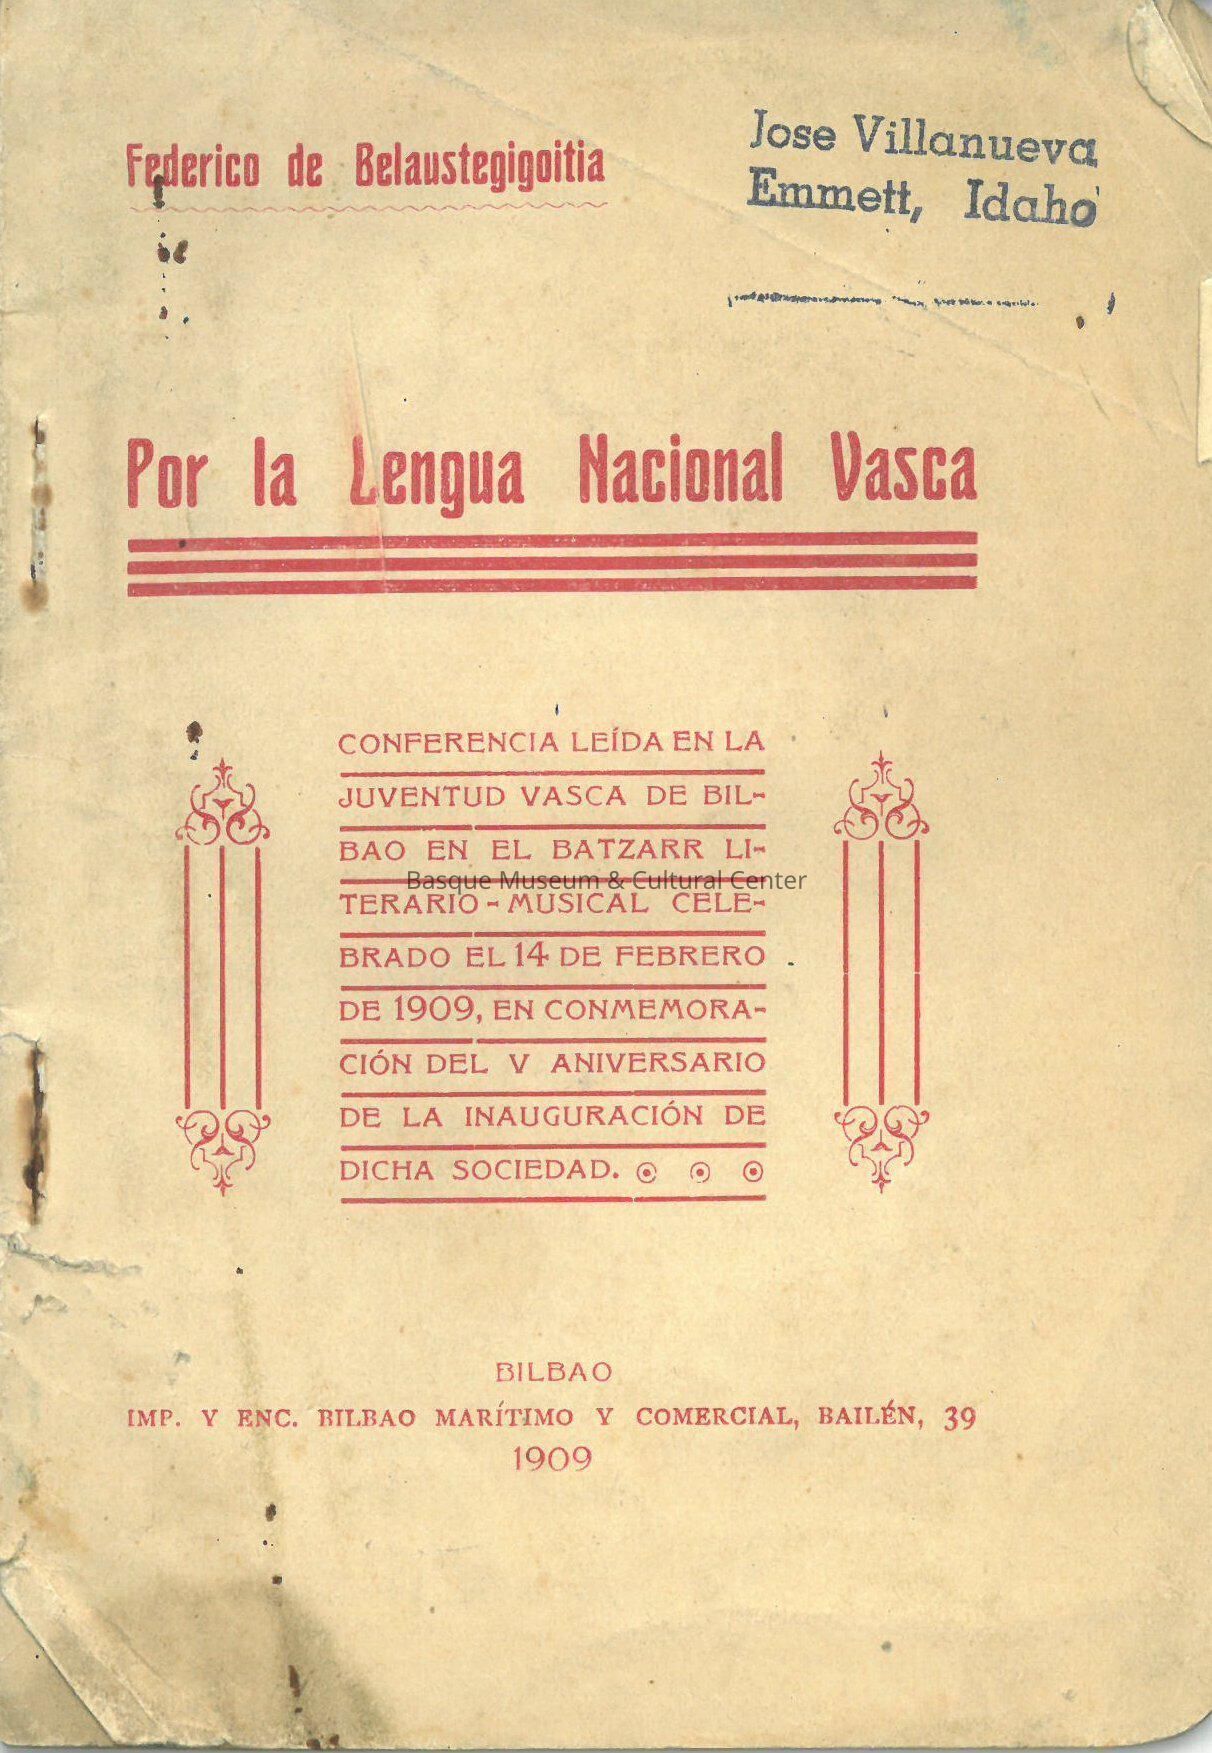 Federico de Belaustegigoitia
Jose Villanueva
Emmett, Idaho
Por la Lengua Nacional Vasca
CONFERENCIA LEÍDA EN LA
JUVENTUD VASCA DE BIL-
BAO EN EL BATZARR LI-
Basque Museum & Cultural Center
TERARIO-MUSICAL CELE-
BRADO EL 14 DE FEBRERO
DE 1909, EN CONMEMORA-
CIÓN DEL V ANIVERSARIO
DE LA INAUGURACIÓN DE
DICHA SOCIEDAD.
BILBAO
IMP. Y ENC. BILBAO MARÍTIMO Y COMERCIAL, BAILÉN, 39
1909